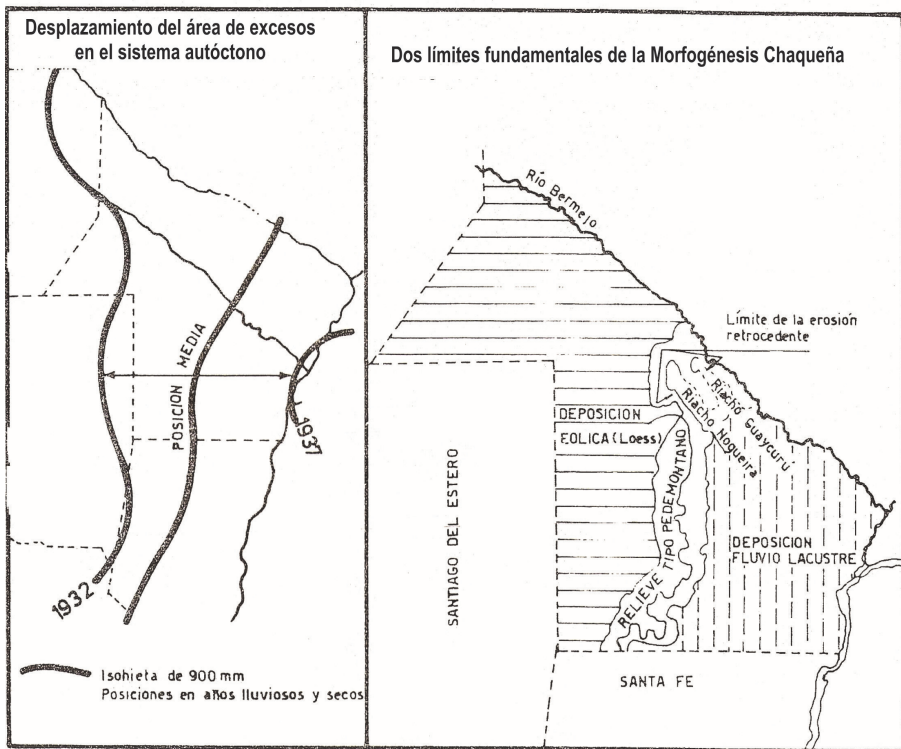 Desplazamiento del área de excesos
en el sistema autóctono
POSICION MEDIA
1937
1932
Isohieta de 900 mm
Posiciones en años lluviosos y secos
Dos límites fundamentales de la Morfogénesis Chaqueña
Río Bermejo
Límite de la erosión
retrocedente
Riacho Guaycurú
Riacho Nogueira
DEPOSICION
EOLICA (Loess)
RELIEVE TIPO PEDEMONTANO
DEPOSICION
FLUVIO LACUSTRE
SANTIAGO DEL ESTERO
SANTA FE